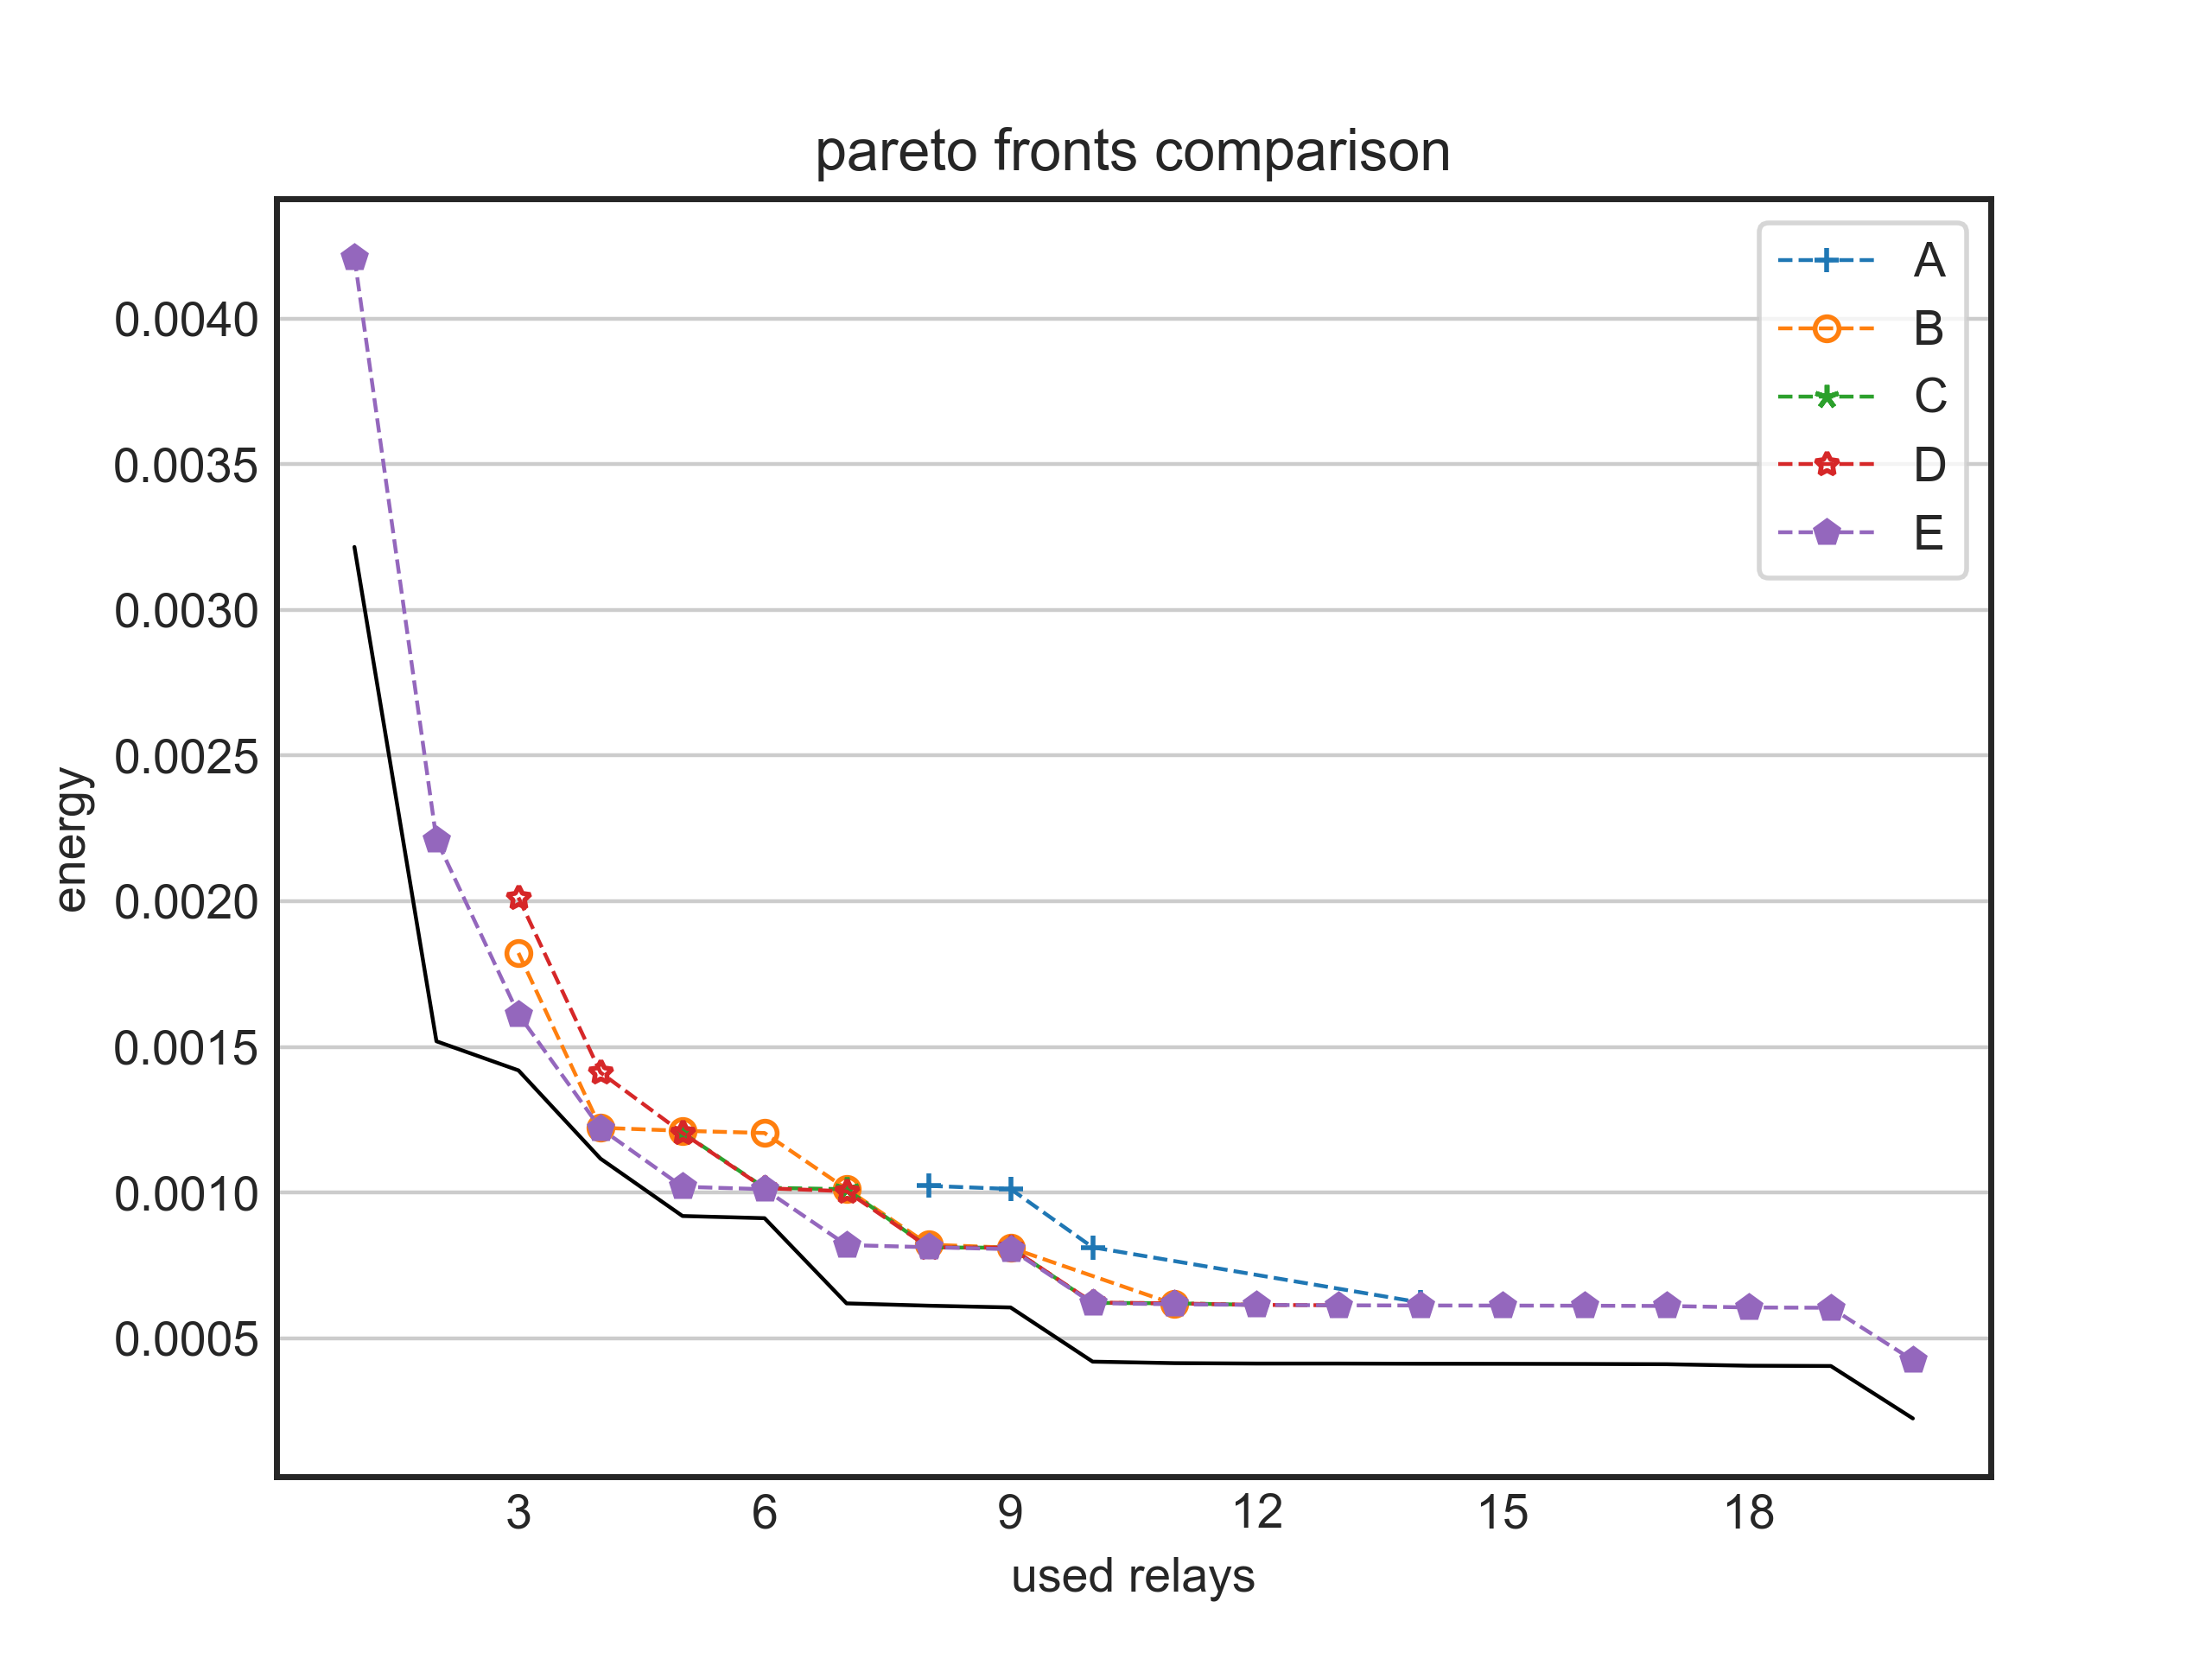 pareto fronts comparison
A
B
C
D
E
0.0040
0.0035
0.0030
0.0025
0.0020
0.0015
0.0010
0.0005
energy
3 6 9 12 15 18
used relays